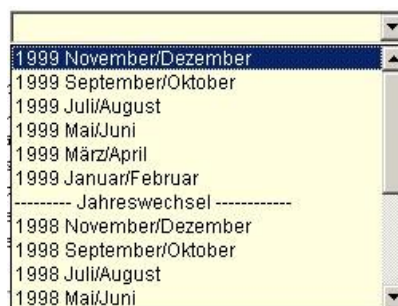 1999 November/Dezember
1999 September/Oktober
1999 Juli/August
1999 Mai/Juni
1999 März/April
1999 Januar/Februar
--------- Jahreswechsel ------------
1998 November/Dezember
1998 September/Oktober
1998 Juli/August
1998 Mai/Juni